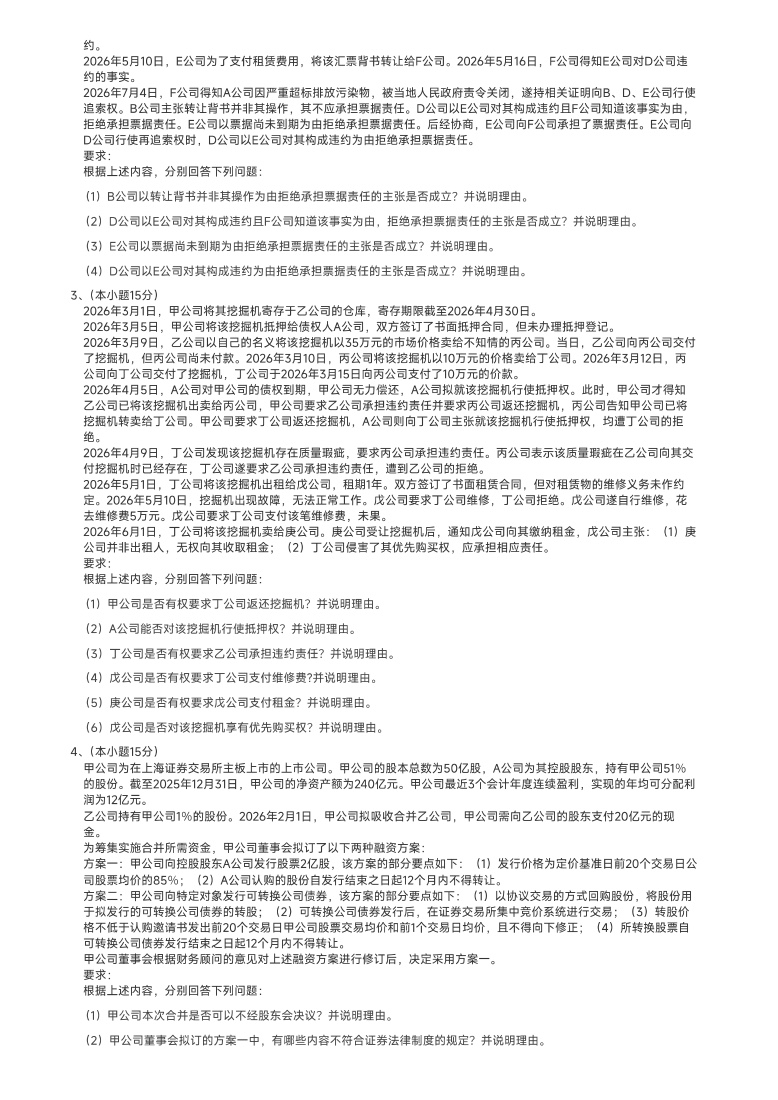 约。
2026年5月10日，E公司为了支付租赁费用，将该汇票背书转让给F公司。2026年5月16日，F公司得知E公司对D公司违
约的事实。
2026年7月4日，F公司得知A公司因严重超标排放污染物，被当地人民政府责令关闭，遂持相关证明向B、D、E公司行使
追索权。B公司主张转让背书并非其操作，其不应承担票据责任。D公司以E公司对其构成违约且F公司知道该事实为由，
拒绝承担票据责任。E公司以票据尚未到期为由拒绝承担票据责任。后经协商，E公司向F公司承担了票据责任。E公司向
D公司行使再追索权时，D公司以E公司对其构成违约为由拒绝承担票据责任。
要求：
根据上述内容，分别回答下列问题：
（1）B公司以转让背书并非其操作为由拒绝承担票据责任的主张是否成立？并说明理由。
（2）D公司以E公司对其构成违约且F公司知道该事实为由，拒绝承担票据责任的主张是否成立？并说明理由。
（3）E公司以票据尚未到期为由拒绝承担票据责任的主张是否成立？并说明理由。
（4）D公司以E公司对其构成违约为由拒绝承担票据责任的主张是否成立？并说明理由。
3、（本小题15分）
2026年3月1日，甲公司将其挖掘机寄存于乙公司的仓库，寄存期限截至2026年4月30日。
2026年3月5日，甲公司将该挖掘机抵押给债权人A公司，双方签订了书面抵押合同，但未办理抵押登记。
2026年3月9日，乙公司以自己的名义将该挖掘机以35万元的市场价格卖给不知情的丙公司。当日，乙公司向丙公司交付
了挖掘机，但丙公司尚未付款。2026年3月10日，丙公司将该挖掘机以10万元的价格卖给丁公司。2026年3月12日，丙
公司向丁公司交付了挖掘机，丁公司于2026年3月15日向丙公司支付了10万元的价款。
2026年4月5日，A公司对甲公司的债权到期，甲公司无力偿还，A公司拟就该挖掘机行使抵押权。此时，甲公司才得知
乙公司已将该挖掘机出卖给丙公司，甲公司要求乙公司承担违约责任并要求丙公司返还挖掘机，丙公司告知甲公司已将
挖掘机转卖给丁公司。甲公司要求丁公司返还挖掘机，A公司则向丁公司主张就该挖掘机行使抵押权，均遭丁公司的拒
绝。
2026年4月9日，丁公司发现该挖掘机存在质量瑕疵，要求丙公司承担违约责任。丙公司表示该质量瑕疵在乙公司向其交
付挖掘机时已经存在，丁公司遂要求乙公司承担违约责任，遭到乙公司的拒绝。
2026年5月1日，丁公司将该挖掘机出租给戊公司，租期1年。双方签订了书面租赁合同，但对租赁物的维修义务未作约
定。2026年5月10日，挖掘机出现故障，无法正常工作。戊公司要求丁公司维修，丁公司拒绝。戊公司遂自行维修，花
去维修费5万元。戊公司要求丁公司支付该笔维修费，未果。
2026年6月1日，丁公司将该挖掘机卖给庚公司。庚公司受让挖掘机后，通知戊公司向其缴纳租金，戊公司主张：（1）庚
公司并非出租人，无权向其收取租金；（2）丁公司侵害了其优先购买权，应承担相应责任。
要求：
根据上述内容，分别回答下列问题：
（1）甲公司是否有权要求丁公司返还挖掘机？并说明理由。
（2）A公司能否对该挖掘机行使抵押权？并说明理由。
（3）丁公司是否有权要求乙公司承担违约责任？并说明理由。
（4）戊公司是否有权要求丁公司支付维修费?并说明理由。
（5）庚公司是否有权要求戊公司支付租金？并说明理由。
（6）戊公司是否对该挖掘机享有优先购买权？并说明理由。
4、（本小题15分）
甲公司为在上海证券交易所主板上市的上市公司。甲公司的股本总数为50亿股，A公司为其控股股东，持有甲公司51%
的股份。截至2025年12月31日，甲公司的净资产额为240亿元。甲公司最近3个会计年度连续盈利，实现的年均可分配利
润为12亿元。
乙公司持有甲公司1%的股份。2026年2月1日，甲公司拟吸收合并乙公司，甲公司需向乙公司的股东支付20亿元的现
金。
为筹集实施合并所需资金，甲公司董事会拟订了以下两种融资方案：
方案一：甲公司向控股股东A公司发行股票2亿股，该方案的部分要点如下：（1）发行价格为定价基准日前20个交易日公
司股票均价的85%；（2）A公司认购的股份自发行结束之日起12个月内不得转让。
方案二：甲公司向特定对象发行可转换公司债券，该方案的部分要点如下：（1）以协议交易的方式回购股份，将股份用
于拟发行的可转换公司债券的转股；（2）可转换公司债券发行后，在证券交易所集中竞价系统进行交易；（3）转股价
格不低于认购邀请书发出前20个交易日甲公司股票交易均价和前1个交易日均价，且不得向下修正；（4）所转换股票自
可转换公司债券发行结束之日起12个月内不得转让。
甲公司董事会根据财务顾问的意见对上述融资方案进行修订后，决定采用方案一。
要求：
根据上述内容，分别回答下列问题：
（1）甲公司本次合并是否可以不经股东会决议？并说明理由。
（2）甲公司董事会拟订的方案一中，有哪些内容不符合证券法律制度的规定？并说明理由。